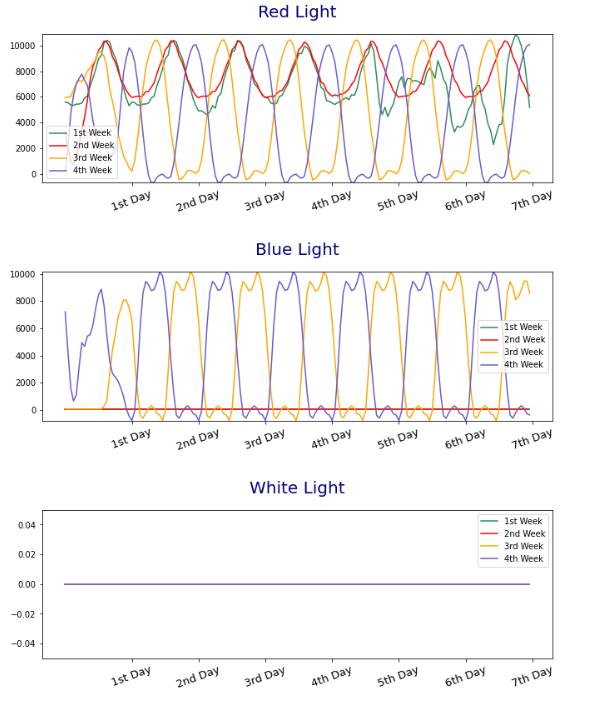 Red Light
10000
8000
6000
4000
2000
0
1st Week
2nd Week
3rd Week
4th Week
1st Day
2nd Day
3rd Day
4th Day
5th Day
6th Day
7th Day
Blue Light
10000
8000
6000
4000
2000
0
1st Week
2nd Week
3rd Week
4th Week
1st Day
2nd Day
3rd Day
4th Day
5th Day
6th Day
7th Day
White Light
0.04
0.02
0.00
−0.02
−0.04
1st Week
2nd Week
3rd Week
4th Week
1st Day
2nd Day
3rd Day
4th Day
5th Day
6th Day
7th Day